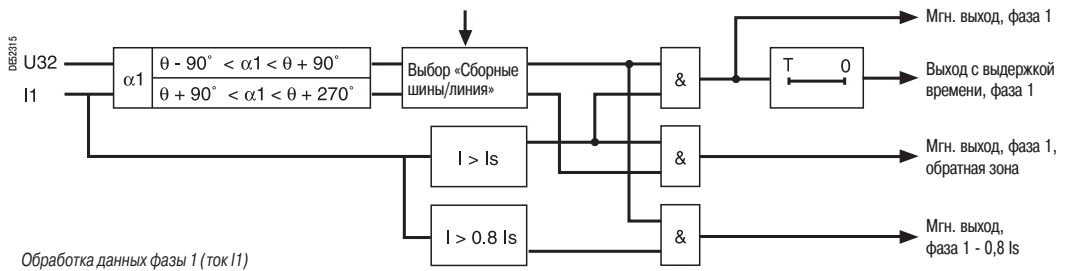 DE52315
U32
I1
α1
θ - 90˚ < α1 < θ + 90˚
θ + 90˚ < α1 < θ + 270˚
Выбор «Сборные
шины/линия»
&
T 0
Мгн. выход, фаза 1
Выход с выдержкой
времени, фаза 1
I > Is
&
Мгн. выход, фаза 1,
обратная зона
I > 0.8 Is
&
Мгн. выход,
фаза 1 - 0,8 Is
Обработка данных фазы 1 (ток I1)